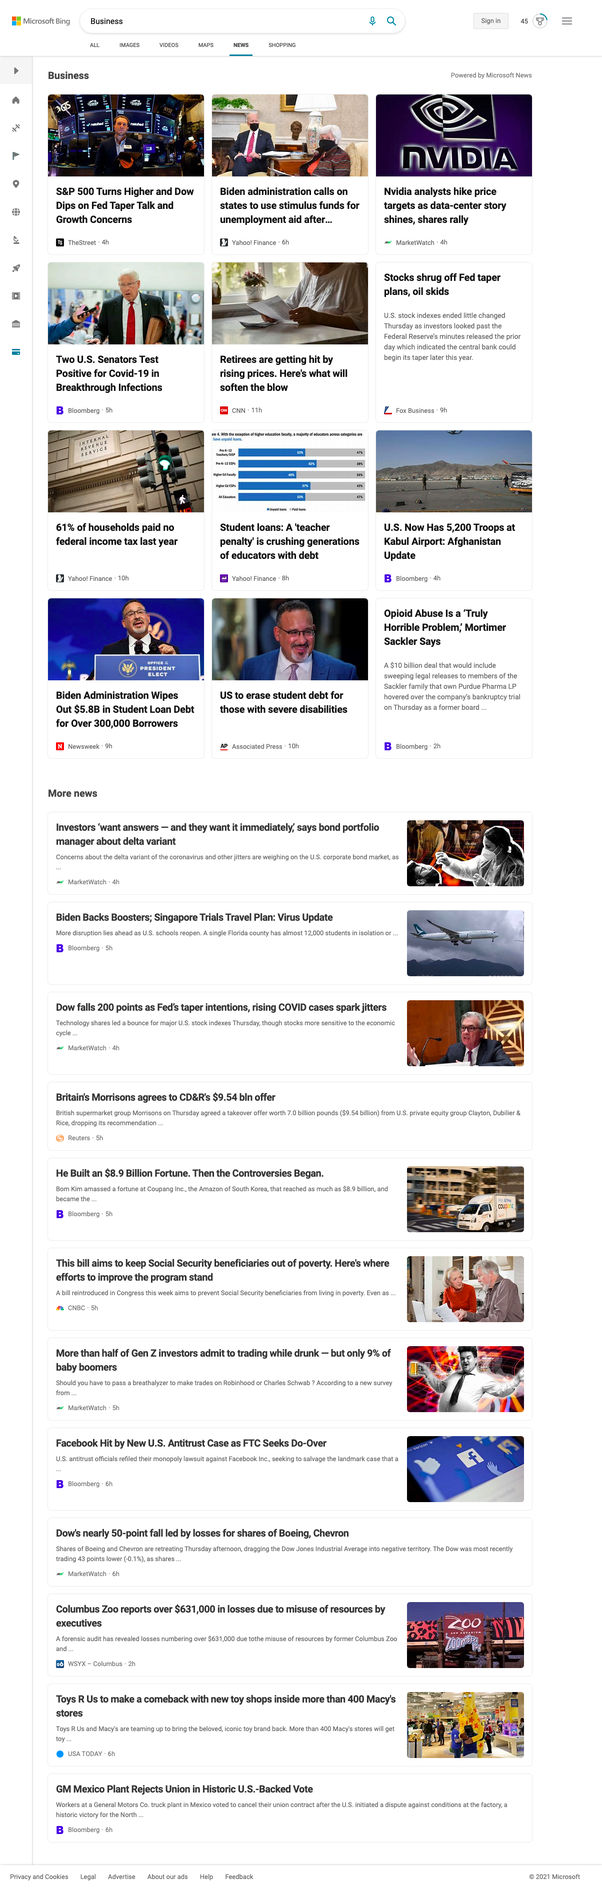 Microsoft Bing
Business
Sign in
45
ALL IMAGES VIDEOS MAPS NEWS SHOPPING
Business
Powered by Microsoft News
S&P 500 Turns Higher and Dow
Dips on Fed Taper Talk and
Growth Concerns
TheStreet · 4h
Biden administration calls on
states to use stimulus funds for
unemployment aid after...
Yahoo! Finance · 6h
NVIDIA
Nvidia analysts hike price
targets as data-center story
shines, shares rally
MarketWatch · 4h
Two U.S. Senators Test
Positive for Covid-19 in
Breakthrough Infections
Bloomberg · 5h
Retirees are getting hit by
rising prices. Here's what will
soften the blow
CNN · 11h
Stocks shrug off Fed taper
plans, oil skids
U.S. stock indexes ended little changed
Thursday as investors looked past the
Federal Reserve's minutes released the prior
day which indicated the central bank could
begin its taper later this year.
Fox Business · 9h
INTERNAL
REVENUE
SERVICE
61% of households paid no
federal income tax last year
Yahoo! Finance · 10h
Student loans: A 'teacher
penalty' is crushing generations
of educators with debt
Yahoo! Finance · 8h
U.S. Now Has 5,200 Troops at
Kabul Airport: Afghanistan
Update
Bloomberg · 4h
OFFICE OF THE
PRESIDENT
ELECT
Biden Administration Wipes
Out $5.8B in Student Loan Debt
for Over 300,000 Borrowers
Newsweek · 9h
US to erase student debt for
those with severe disabilities
AP Associated Press · 10h
Opioid Abuse Is a 'Truly
Horrible Problem,' Mortimer
Sackler Says
A $10 billion deal that would include
sweeping legal releases to members of the
Sackler family that own Purdue Pharma LP
hovered over the company's bankruptcy trial
on Thursday as a former board ...
Bloomberg · 2h
More news
Investors 'want answers — and they want it immediately,' says bond portfolio
manager about delta variant
Concerns about the delta variant of the coronavirus and other jitters are weighing on the U.S. corporate bond market, as
...
MarketWatch · 4h
Biden Backs Boosters; Singapore Trials Travel Plan: Virus Update
More disruption lies ahead as U.S. schools reopen. A single Florida county has almost 12,000 students in isolation or ...
Bloomberg · 5h
Dow falls 200 points as Fed's taper intentions, rising COVID cases spark jitters
Technology shares led a bounce for major U.S. stock indexes Thursday, though stocks more sensitive to the economic
cycle ...
MarketWatch · 4h
Britain's Morrisons agrees to CD&R's $9.54 bln offer
British supermarket group Morrisons on Thursday agreed a takeover offer worth 7.0 billion pounds ($9.54 billion) from U.S. private equity group Clayton, Dubilier &
Rice, dropping its recommendation ...
Reuters · 5h
He Built an $8.9 Billion Fortune. Then the Controversies Began.
Bom Kim amassed a fortune at Coupang Inc., the Amazon of South Korea, that reached as much as $8.9 billion, and
became the ...
Bloomberg · 5h
This bill aims to keep Social Security beneficiaries out of poverty. Here's where
efforts to improve the program stand
A bill reintroduced in Congress this week aims to prevent Social Security beneficiaries from living in poverty. Even as ...
CNBC · 5h
More than half of Gen Z investors admit to trading while drunk — but only 9% of
baby boomers
Should you have to pass a breathalyzer to make trades on Robinhood or Charles Schwab ? According to a new survey
from ...
MarketWatch · 5h
Facebook Hit by New U.S. Antitrust Case as FTC Seeks Do-Over
U.S. antitrust officials refiled their monopoly lawsuit against Facebook Inc., seeking to salvage the landmark case that a
...
Bloomberg · 6h
Dow's nearly 50-point fall led by losses for shares of Boeing, Chevron
Shares of Boeing and Chevron are retreating Thursday afternoon, dragging the Dow Jones Industrial Average into negative territory. The Dow was most recently
trading 43 points lower (-0.1%), as shares ...
MarketWatch · 6h
Columbus Zoo reports over $631,000 in losses due to misuse of resources by
executives
A forensic audit has revealed losses numbering over $631,000 due tothe misuse of resources by former Columbus Zoo
and ...
WSYX – Columbus · 2h
ZOO
Toys R Us to make a comeback with new toy shops inside more than 400 Macy's
stores
Toys R Us and Macy's are teaming up to bring the beloved, iconic toy brand back. More than 400 Macy's stores will get
toy ...
USA TODAY · 6h
GM Mexico Plant Rejects Union in Historic U.S.-Backed Vote
Workers at a General Motors Co. truck plant in Mexico voted to cancel their union contract after the U.S. initiated a dispute against conditions at the factory, a
historic victory for the North ...
Bloomberg · 6h
Privacy and Cookies Legal Advertise About our ads Help Feedback
© 2021 Microsoft